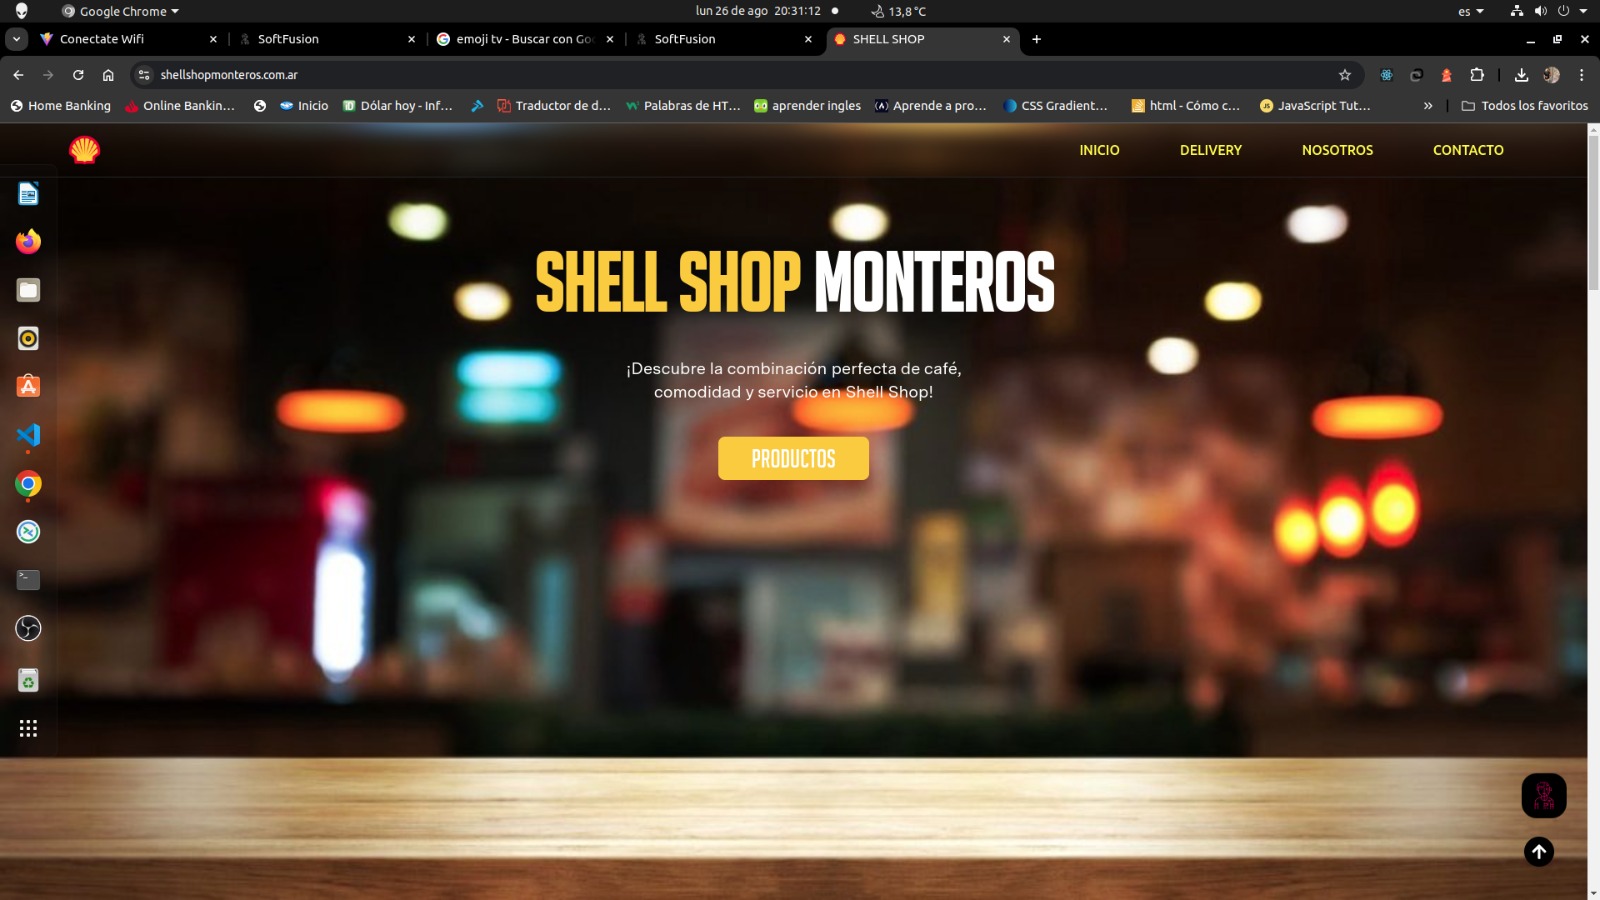 Google Chrome
lun 26 de ago 20:31:12
13,8 °C
es
Conectate Wifi
SoftFusion
emoji tv - Buscar con Go
SoftFusion
SHELL SHOP
shellshopmonteros.com.ar
Home Banking
Online Bankin...
Inicio
Dólar hoy - Inf...
Traductor de d...
Palabras de HT...
aprender ingles
Aprende a pro...
CSS Gradient...
html - Cómo c...
JavaScript Tut...
»
Todos los favoritos
INICIO
DELIVERY
NOSOTROS
CONTACTO
SHELL SHOP MONTEROS
¡Descubre la combinación perfecta de café,
comodidad y servicio en Shell Shop!
PRODUCTOS